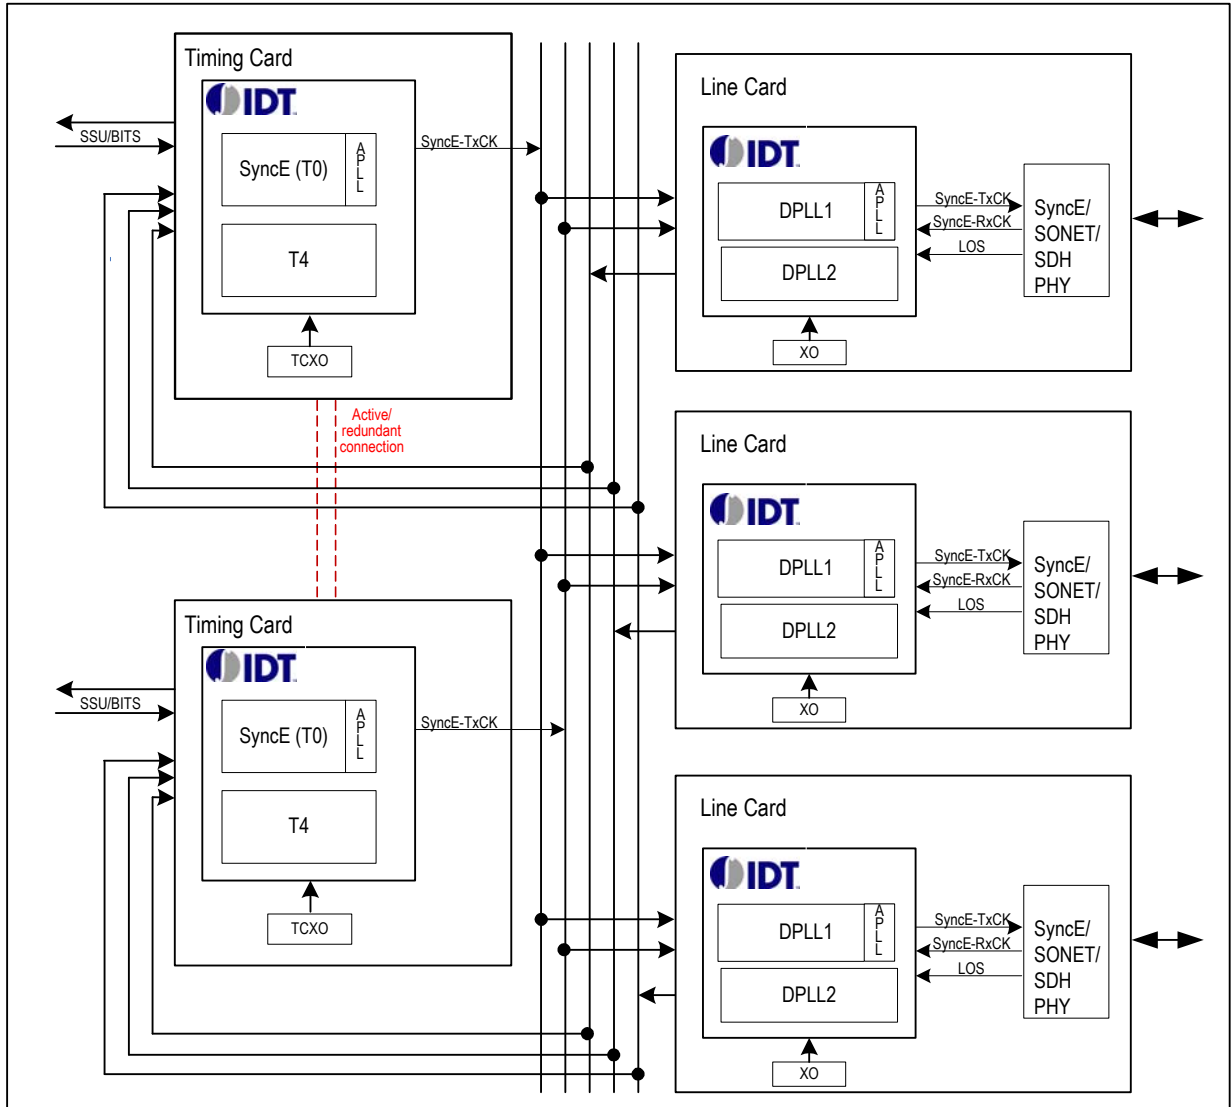 Timing Card
IDT
SSU/BITS
SyncE (T0)
APLL
SyncE-TxCK
T4
TCXO
Active/
redundant
connection
Timing Card
IDT
SSU/BITS
SyncE (T0)
APLL
SyncE-TxCK
T4
TCXO
Line Card
IDT
DPLL1
APLL
DPLL2
XO
SyncE-TxCK
SyncE-RxCK
LOS
SyncE/
SONET/
SDH
PHY
Line Card
IDT
DPLL1
APLL
DPLL2
XO
SyncE-TxCK
SyncE-RxCK
LOS
SyncE/
SONET/
SDH
PHY
Line Card
IDT
DPLL1
APLL
DPLL2
XO
SyncE-TxCK
SyncE-RxCK
LOS
SyncE/
SONET/
SDH
PHY